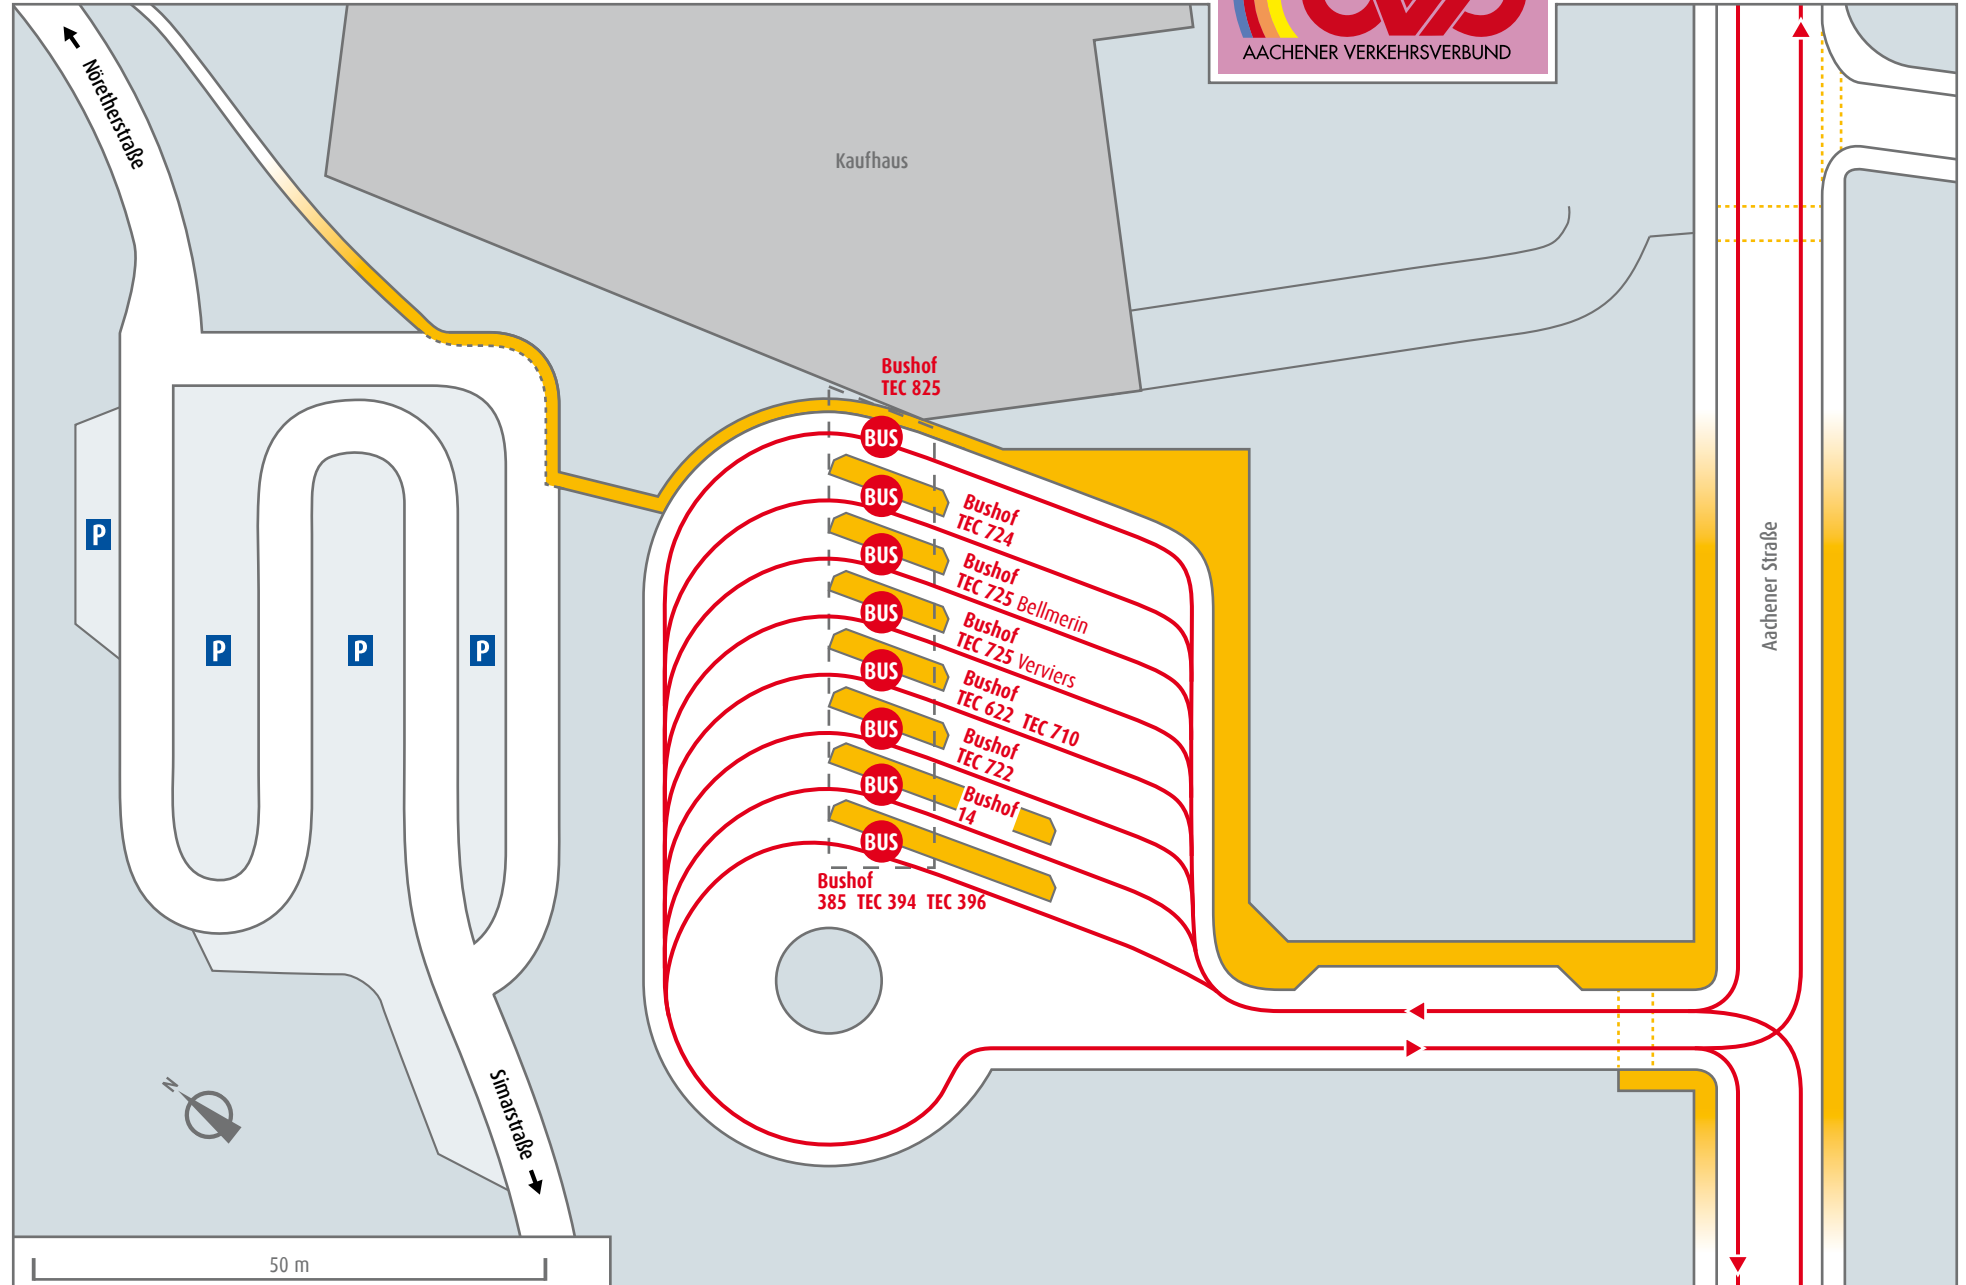 AACHENER VERKEHRSVERBUND
Nöretherstraße
Kaufhaus
Bushof
TEC 825
BUS
BUS
Bushof
TEC 724
BUS
Bushof
TEC 725 Bellmerin
BUS
Bushof
TEC 725 Verviers
BUS
Bushof
TEC 622 TEC 710
BUS
Bushof
TEC 722
BUS
Bushof
14
BUS
Bushof
385 TEC 394 TEC 396
Aachener Straße
P
P
P
P
N
Simarstraße
50 m